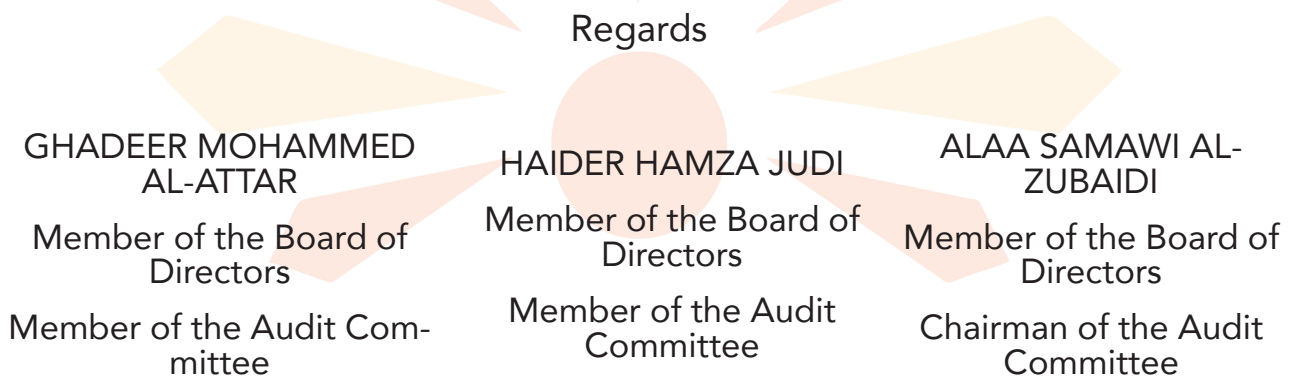 Regards
GHADEER MOHAMMED
AL-ATTAR
Member of the Board of
Directors
Member of the Audit Com-
mittee
HAIDER HAMZA JUDI
Member of the Board of
Directors
Member of the Audit
Committee
ALAA SAMAWI AL-
ZUBAIDI
Member of the Board of
Directors
Chairman of the Audit
Committee